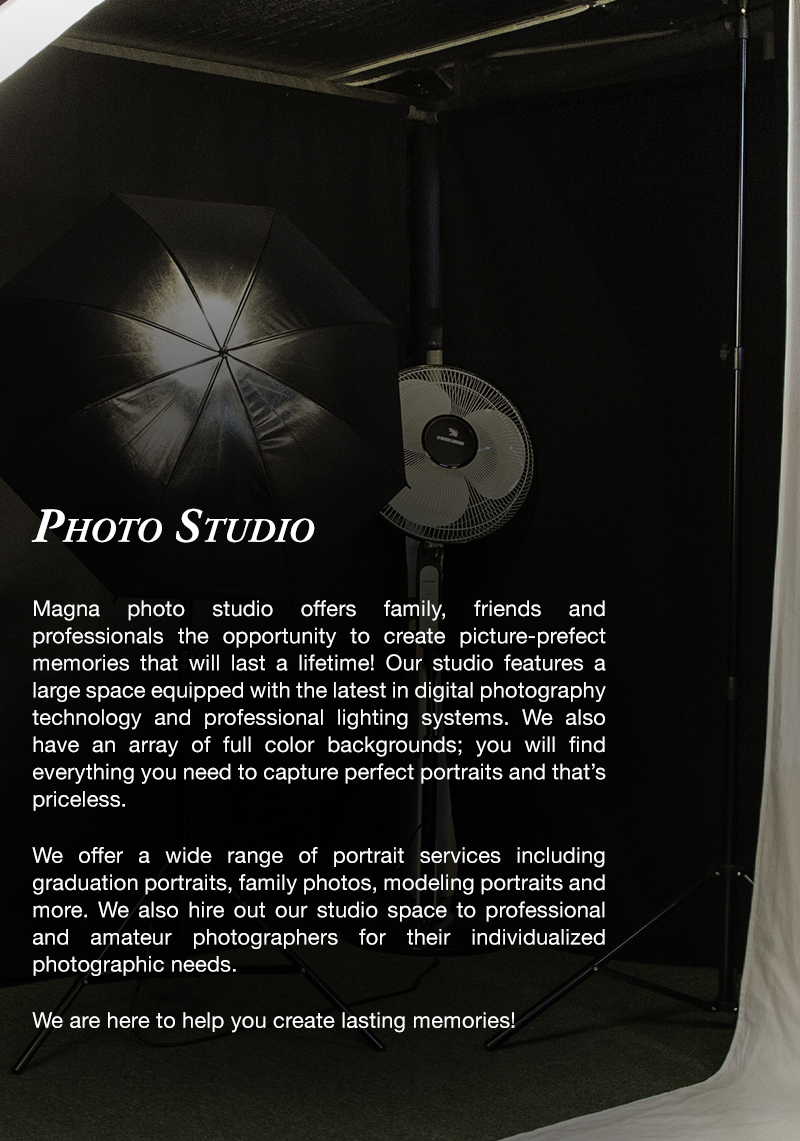 Photo Studio
Magna photo studio offers family, friends and
professionals the opportunity to create picture-prefect
memories that will last a lifetime! Our studio features a
large space equipped with the latest in digital photography
technology and professional lighting systems. We also
have an array of full color backgrounds; you will find
everything you need to capture perfect portraits and that’s
priceless.
We offer a wide range of portrait services including
graduation portraits, family photos, modeling portraits and
more. We also hire out our studio space to professional
and amateur photographers for their individualized
photographic needs.
We are here to help you create lasting memories!